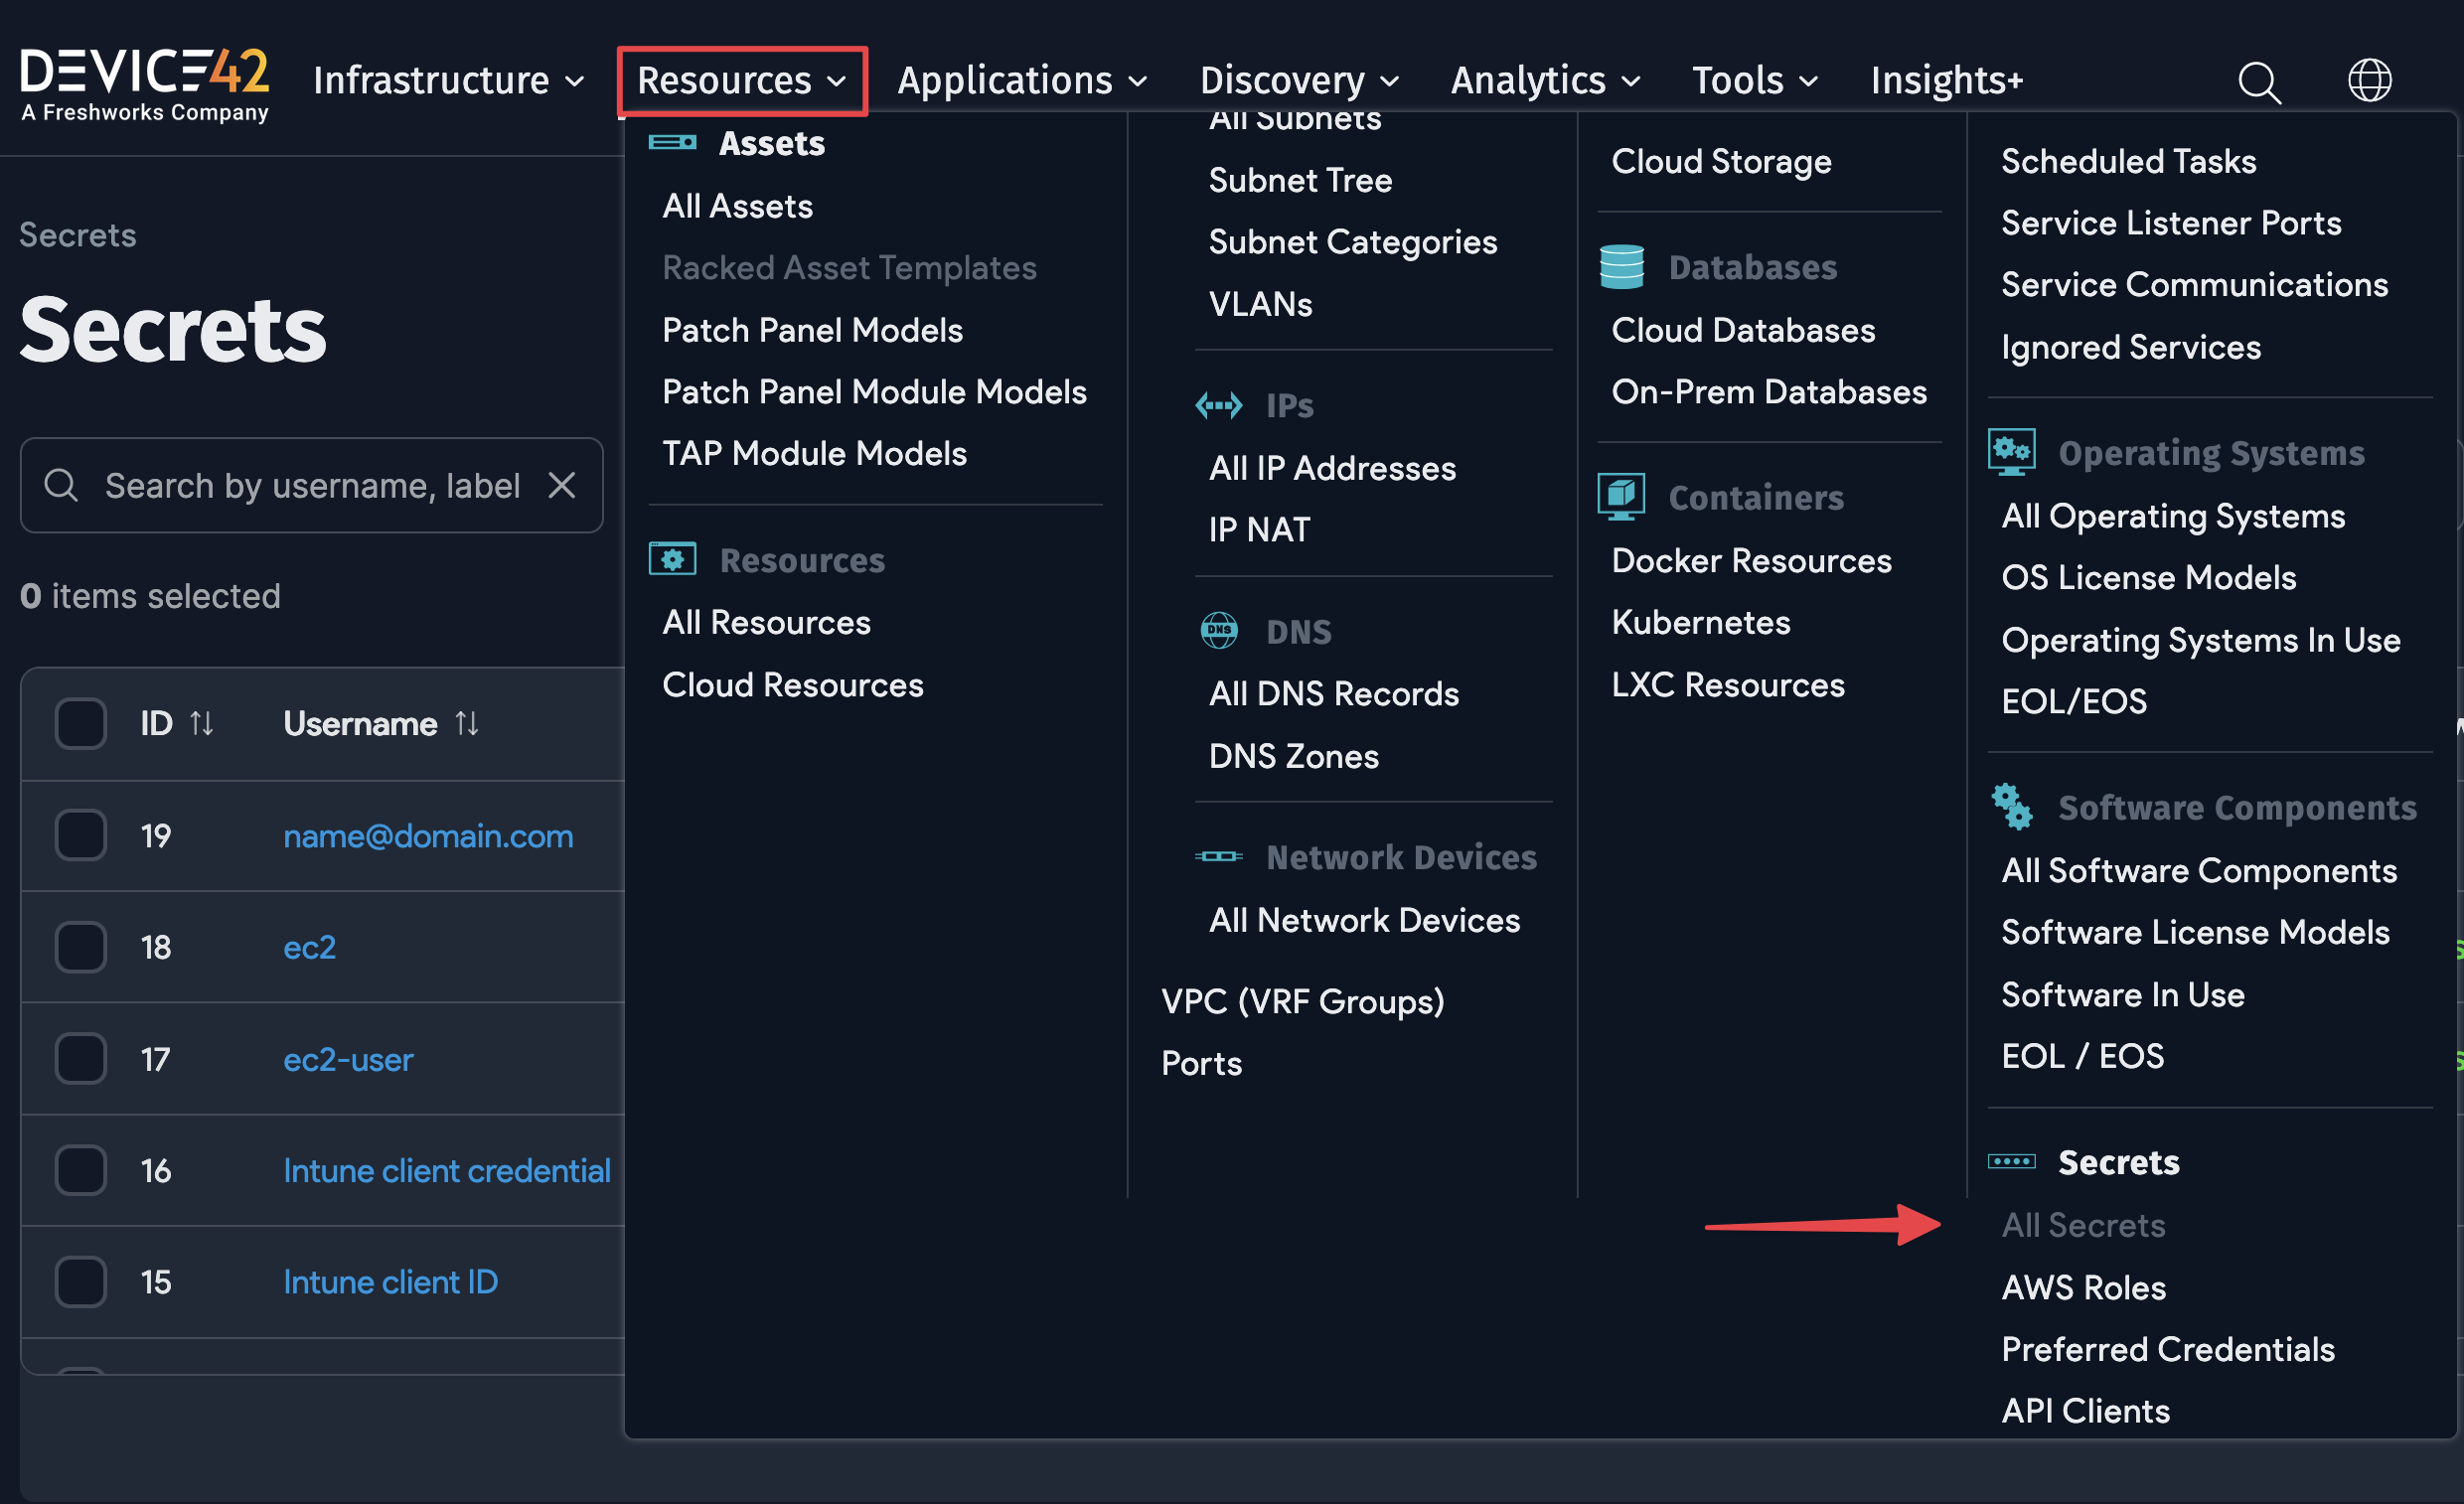 DEVICE42
A Freshworks Company
Infrastructure
Resources
Applications
Discovery
Analytics
Tools
Insights+
Secrets
Secrets
Search by username, label
0 items selected
ID
Username
19
name@domain.com
18
ec2
17
ec2-user
16
Intune client credential
15
Intune client ID
Assets
All Assets
Racked Asset Templates
Patch Panel Models
Patch Panel Module Models
TAP Module Models
Resources
All Resources
Cloud Resources
All Subnets
Subnet Tree
Subnet Categories
VLANs
IPs
All IP Addresses
IP NAT
DNS
DNS
All DNS Records
DNS Zones
Network Devices
All Network Devices
VPC (VRF Groups)
Ports
Cloud Storage
Databases
Cloud Databases
On-Prem Databases
Containers
Docker Resources
Kubernetes
LXC Resources
Scheduled Tasks
Service Listener Ports
Service Communications
Ignored Services
Operating Systems
All Operating Systems
OS License Models
Operating Systems In Use
EOL/EOS
Software Components
All Software Components
Software License Models
Software In Use
EOL / EOS
Secrets
All Secrets
AWS Roles
Preferred Credentials
API Clients